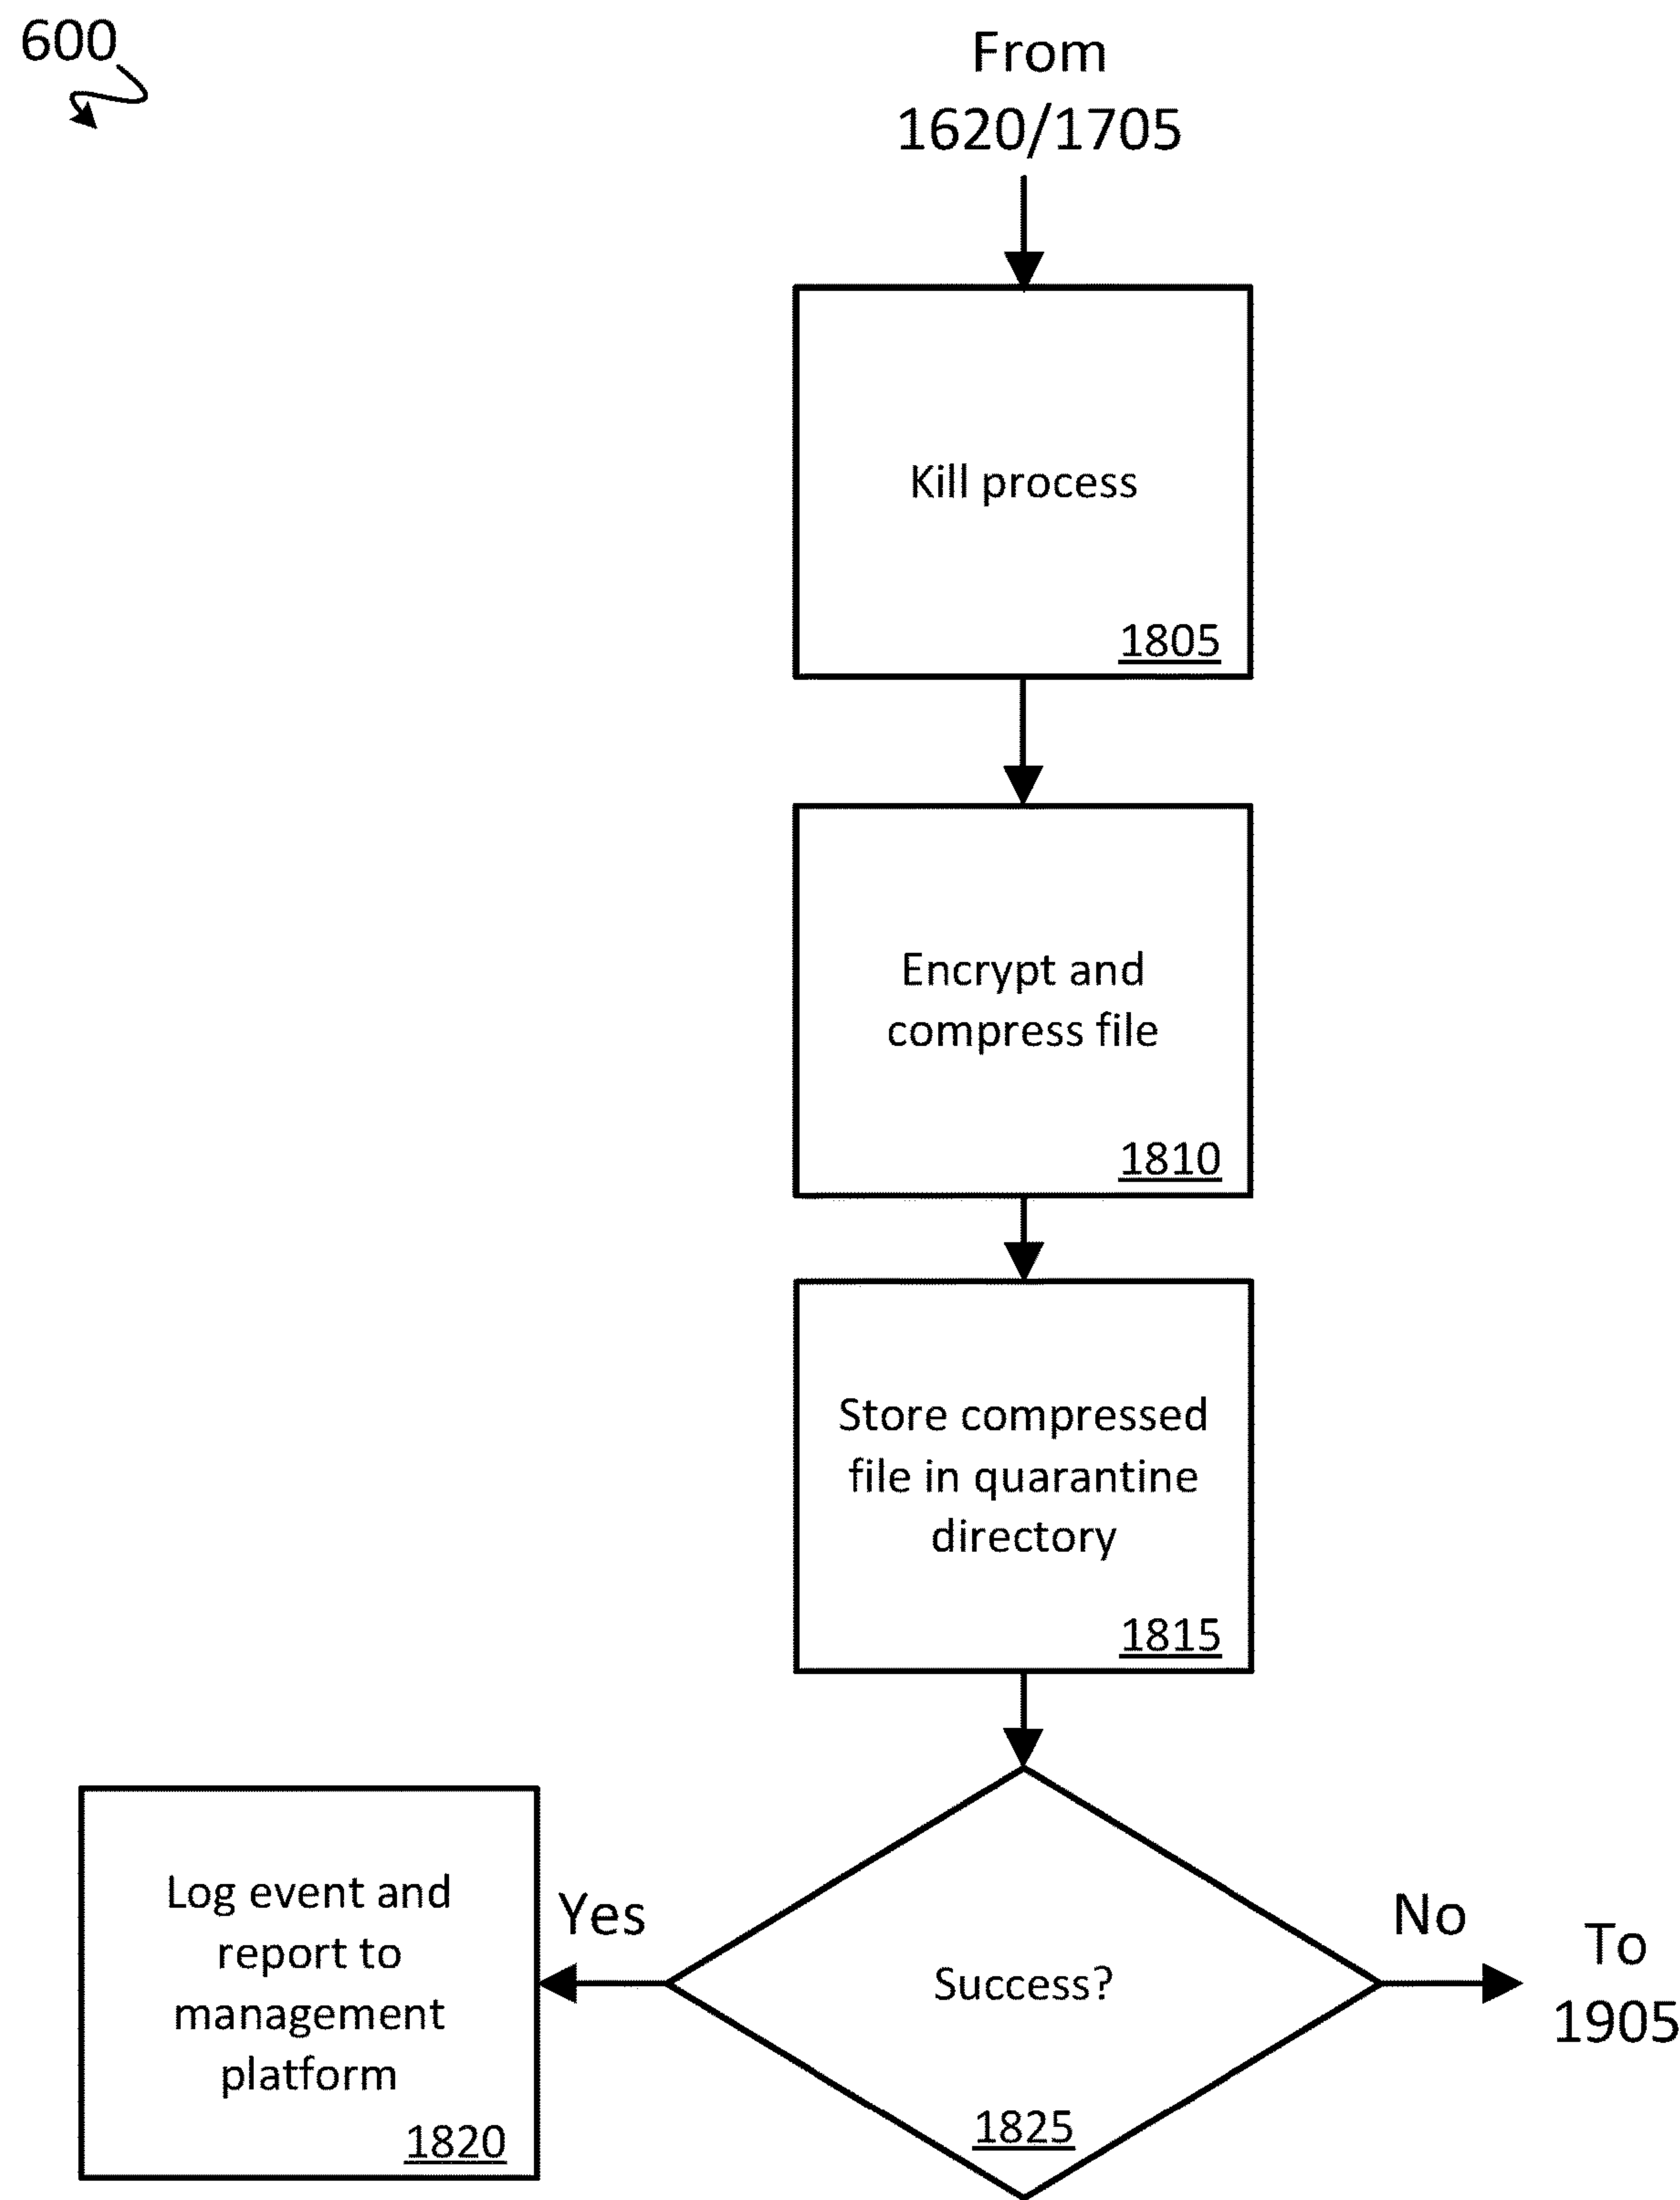 600
From
1620/1705
Kill process
1805
Encrypt and
compress file
1810
Store compressed
file in quarantine
directory
1815
Log event and
report to
management
platform
1820
Yes
Success?
1825
No
To
1905